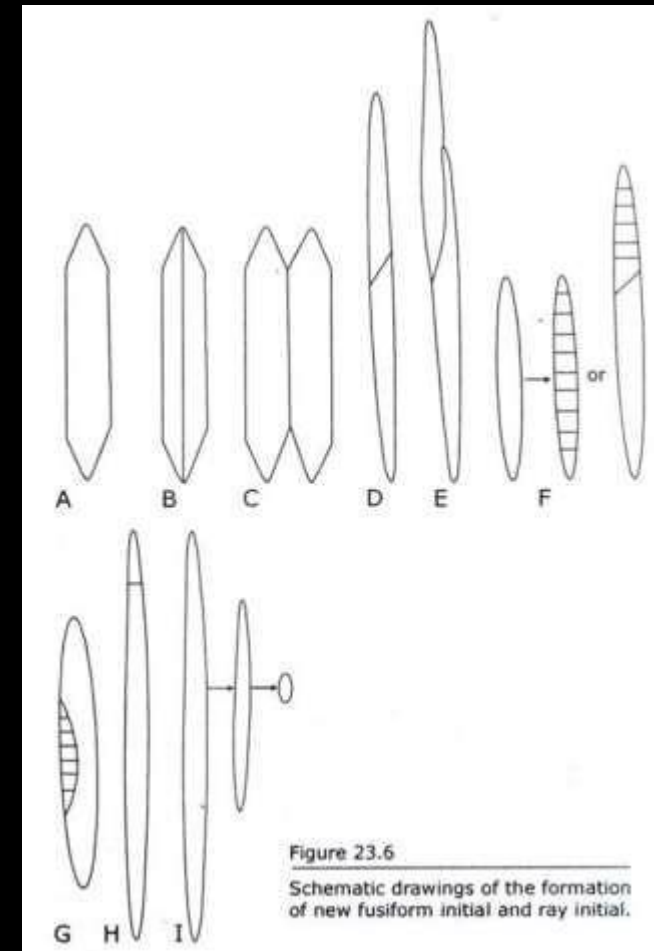 or
A B C D E F
G H I
Figure 23.6
Schematic drawings of the formation
of new fusiform initial and ray initial.